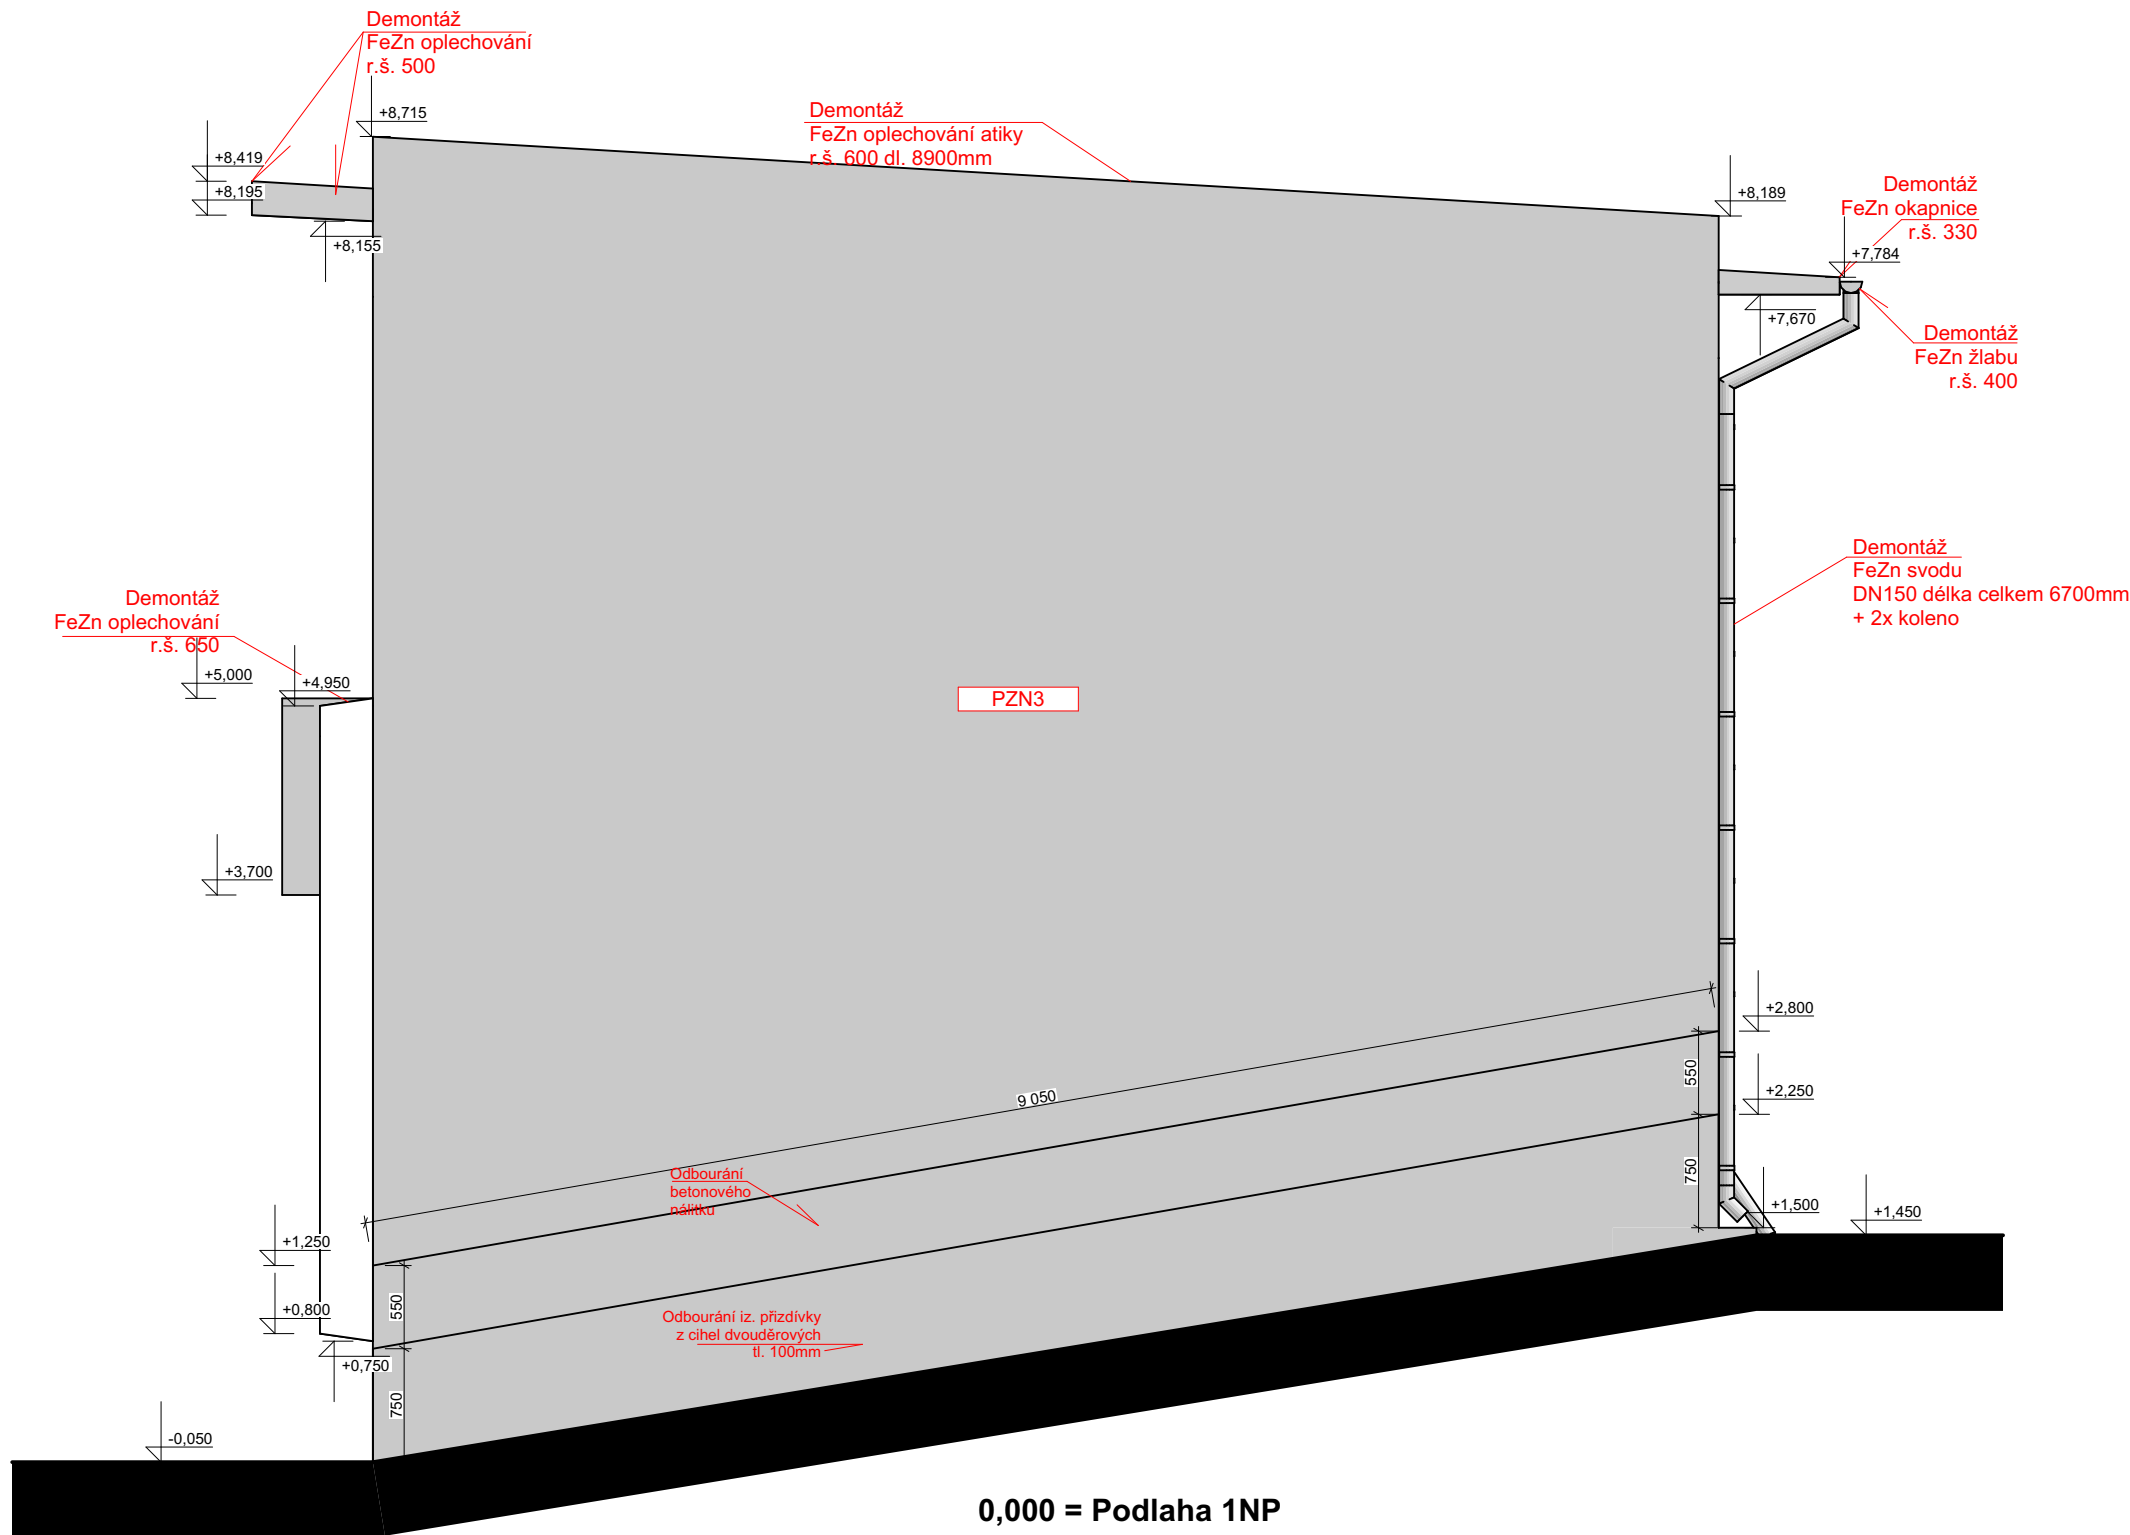 Demontáž
FeZn oplechování
r.š. 500
+8,715
Demontáž
FeZn oplechování atiky
r.š. 600 dl. 8900mm
+8,419
+8,195
+8,155
+8,189
Demontáž
FeZn okapnice
r.š. 330
+7,784
+7,670
Demontáž
FeZn žlabu
r.š. 400
Demontáž
FeZn svodu
DN150 délka celkem 6700mm
+ 2x koleno
Demontáž
FeZn oplechování
r.š. 650
+5,000
+4,950
PZN3
+3,700
+2,800
550
+2,250
9 050
750
Odbourání
betonového
nálitku
+1,500
+1,450
+1,250
550
+0,800
Odbourání iz. přizdívky
z cihel dvouděrových
tl. 100mm
+0,750
750
-0,050
0,000 = Podlaha 1NP